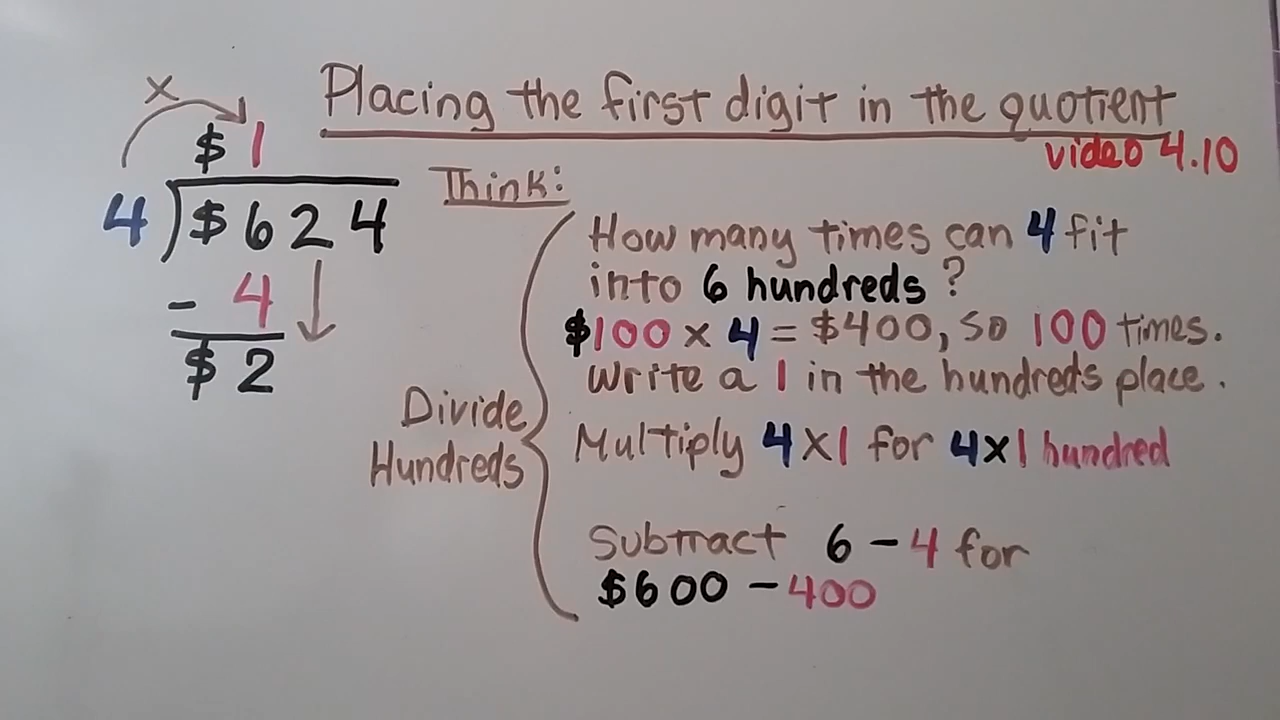 Placing the first digit in the quotient
video 4.10
x
$ 1
4 ) $ 6 2 4
- 4
$ 2
Think:
How many times can 4 fit
into 6 hundreds?
$100 x 4 = $400, so 100 times.
Write a 1 in the hundreds place.
Divide
Hundreds
Multiply 4 x 1 for 4 x 1 hundred
Subtract 6 - 4 for
$600 - 400